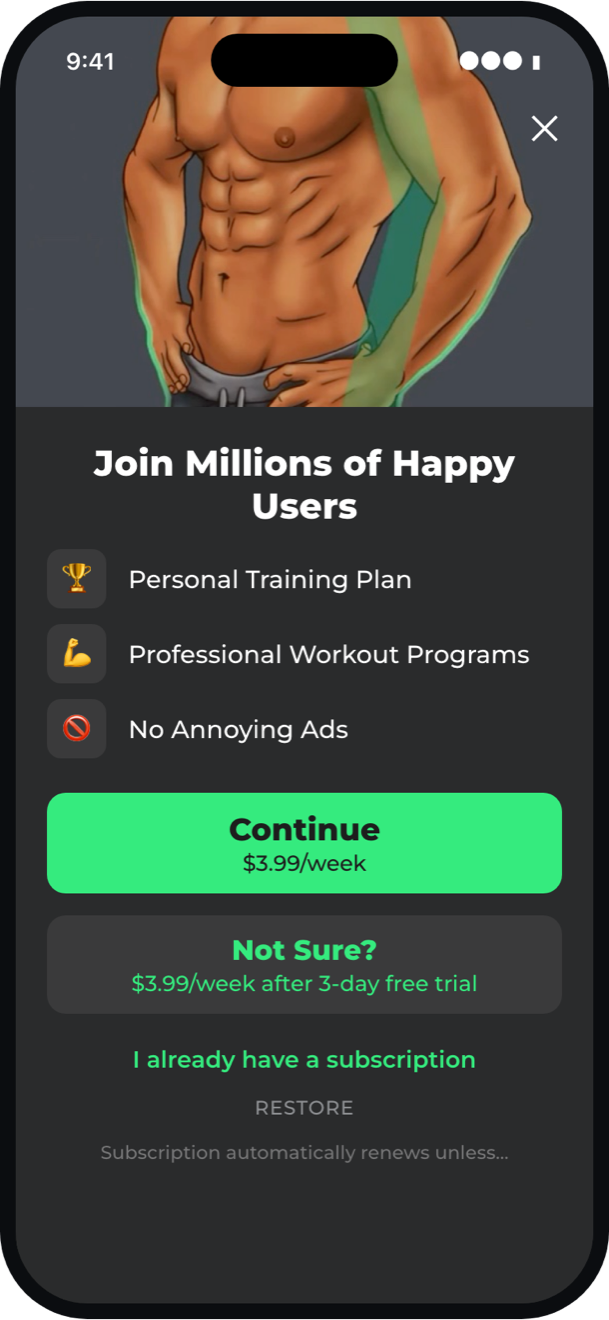 9:41
Join Millions of Happy
Users
Personal Training Plan
Professional Workout Programs
No Annoying Ads
Continue
$3.99/week
Not Sure?
$3.99/week after 3-day free trial
I already have a subscription
RESTORE
Subscription automatically renews unless...